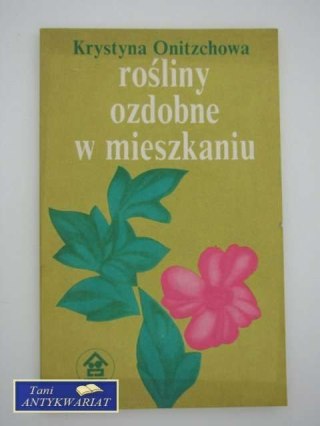 Krystyna Onitzchowa
rośliny
ozdobne
w mieszkaniu
Tani
ANTYKWARIAT